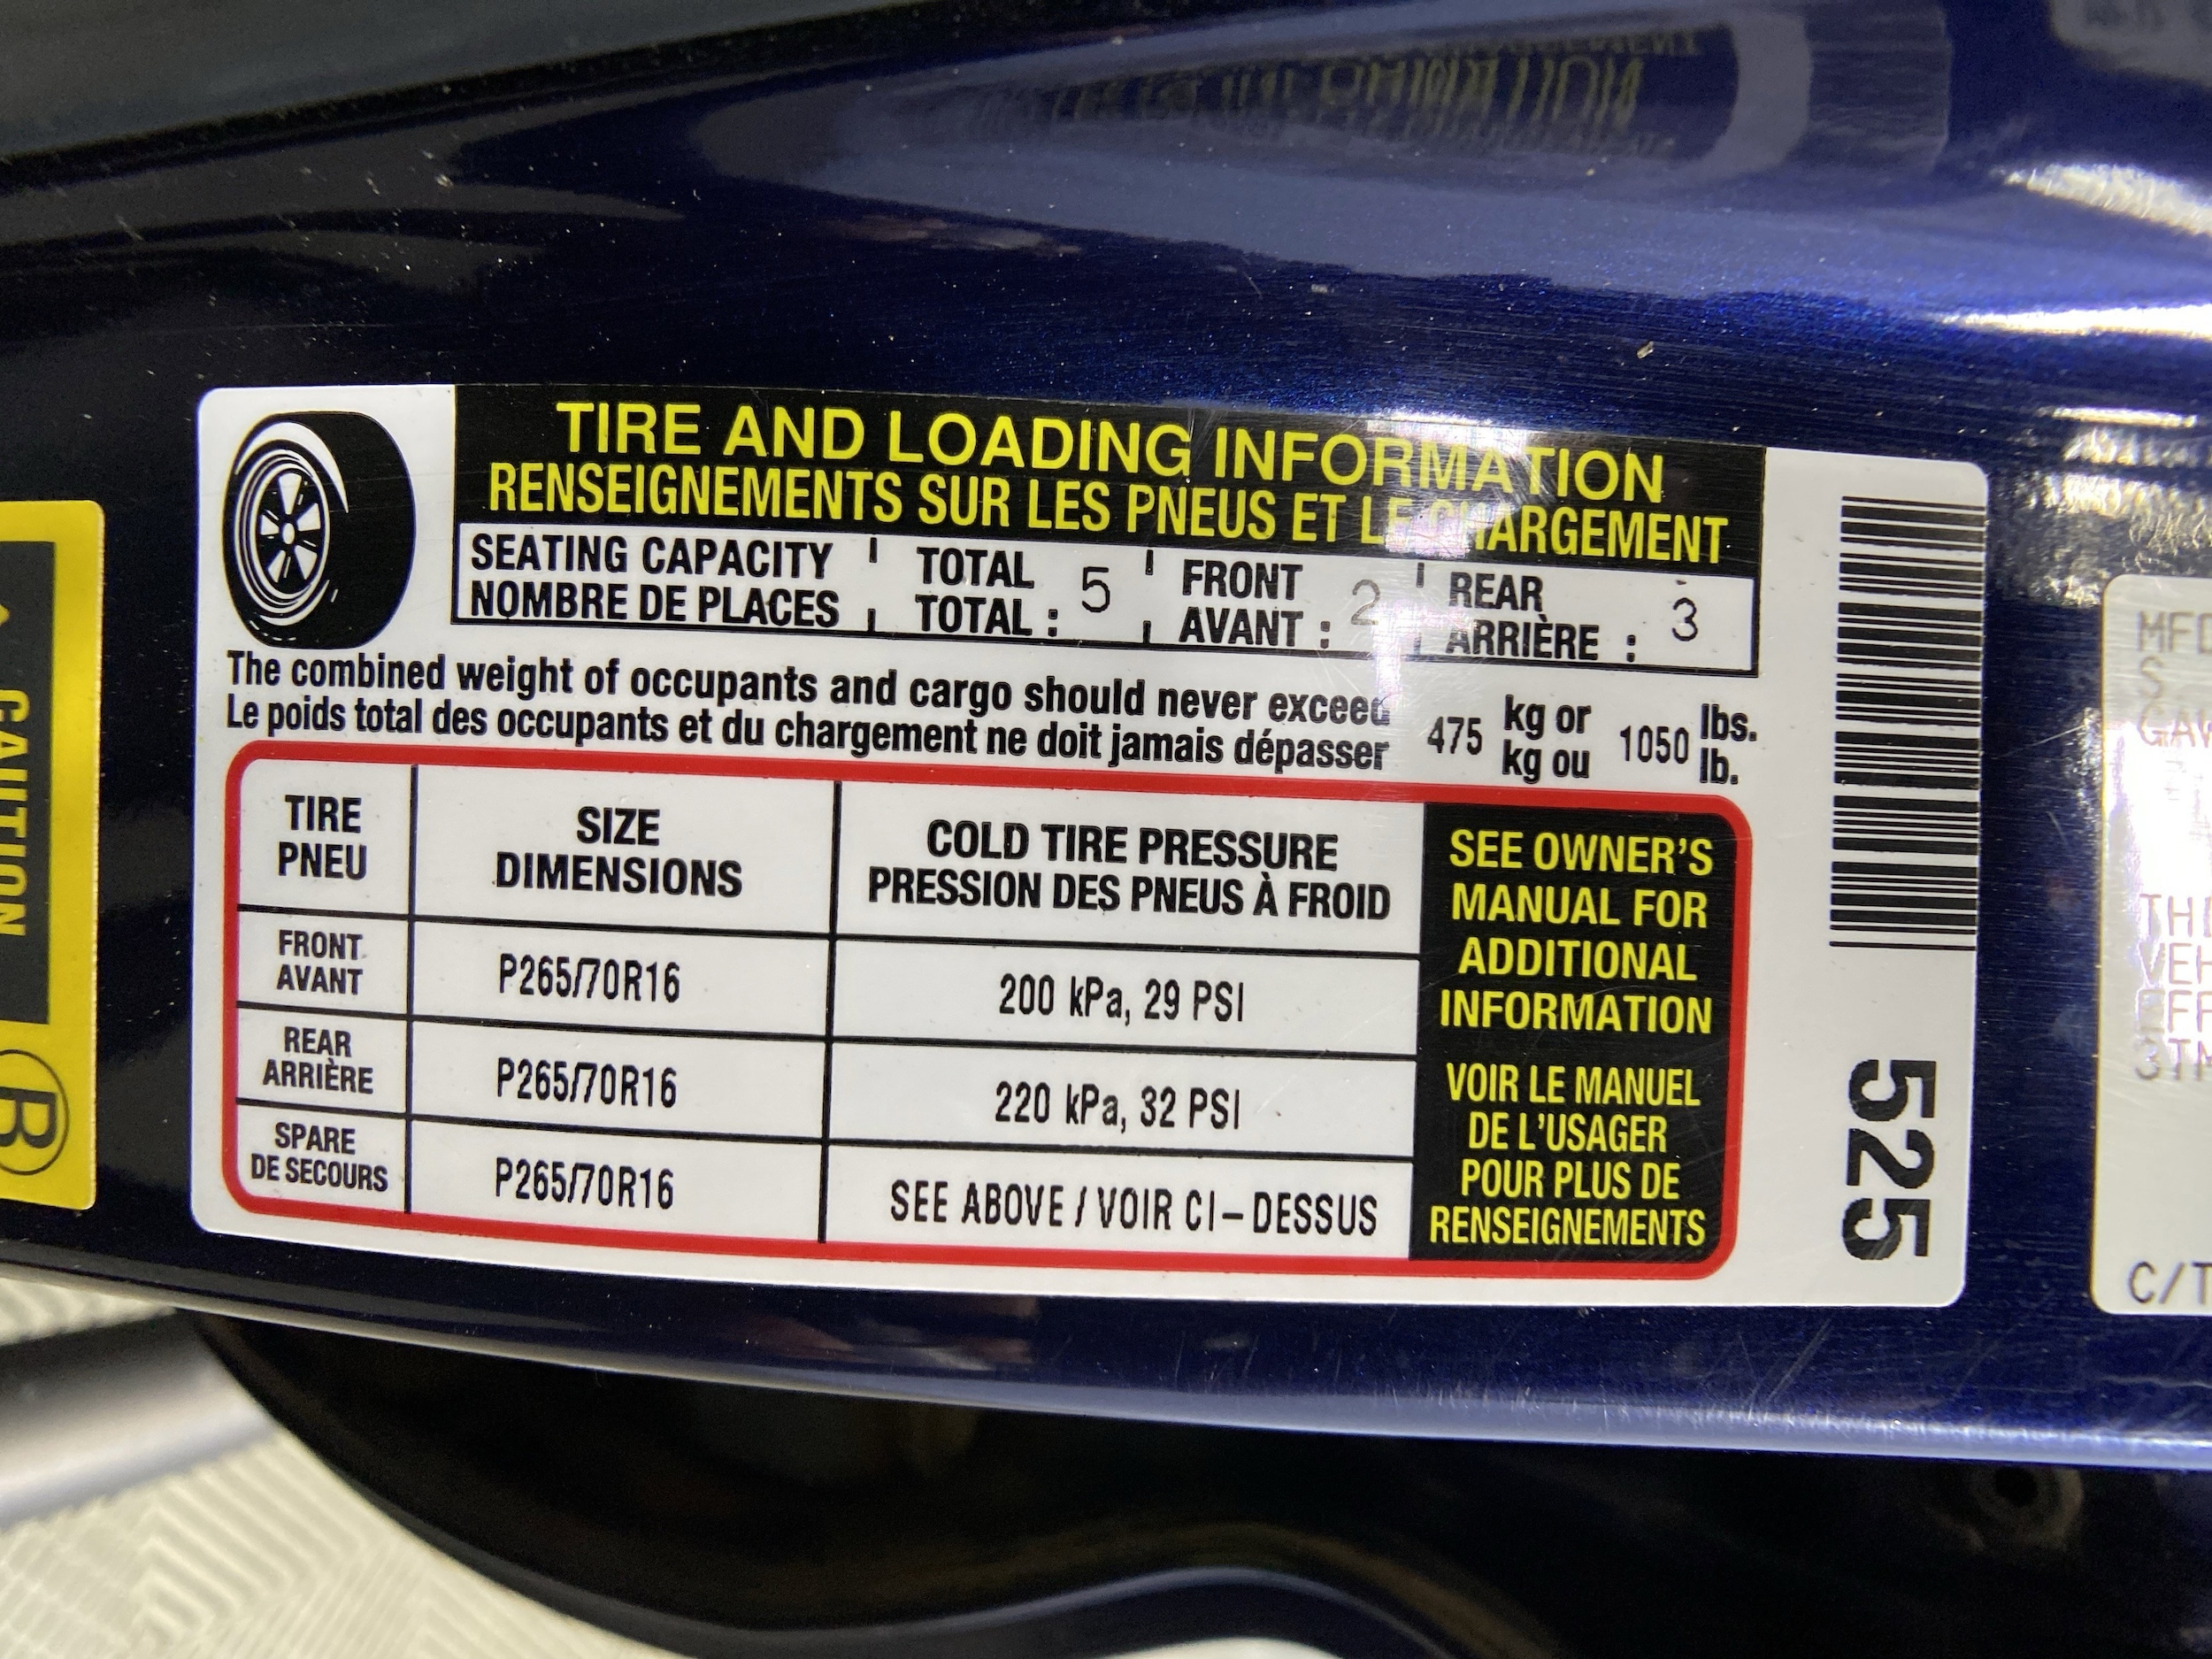 TIRE AND LOADING INFORMATION
RENSEIGNEMENTS SUR LES PNEUS ET LE CHARGEMENT
SEATING CAPACITY TOTAL 5 FRONT 2 REAR 3
NOMBRE DE PLACES TOTAL : AVANT : ARRIÈRE :
The combined weight of occupants and cargo should never exceed 475 kg or 1050 lbs.
Le poids total des occupants et du chargement ne doit jamais dépasser kg ou lb.
TIRE SIZE COLD TIRE PRESSURE
PNEU DIMENSIONS PRESSION DES PNEUS À FROID
FRONT P265/70R16 200 kPa, 29 PSI
AVANT
REAR P265/70R16 220 kPa, 32 PSI
ARRIÈRE
SPARE P265/70R16 SEE ABOVE / VOIR CI-DESSUS
DE SECOURS
SEE OWNER'S
MANUAL FOR
ADDITIONAL
INFORMATION
VOIR LE MANUEL
DE L'USAGER
POUR PLUS DE
RENSEIGNEMENTS
525
CAUTION
B
C/T